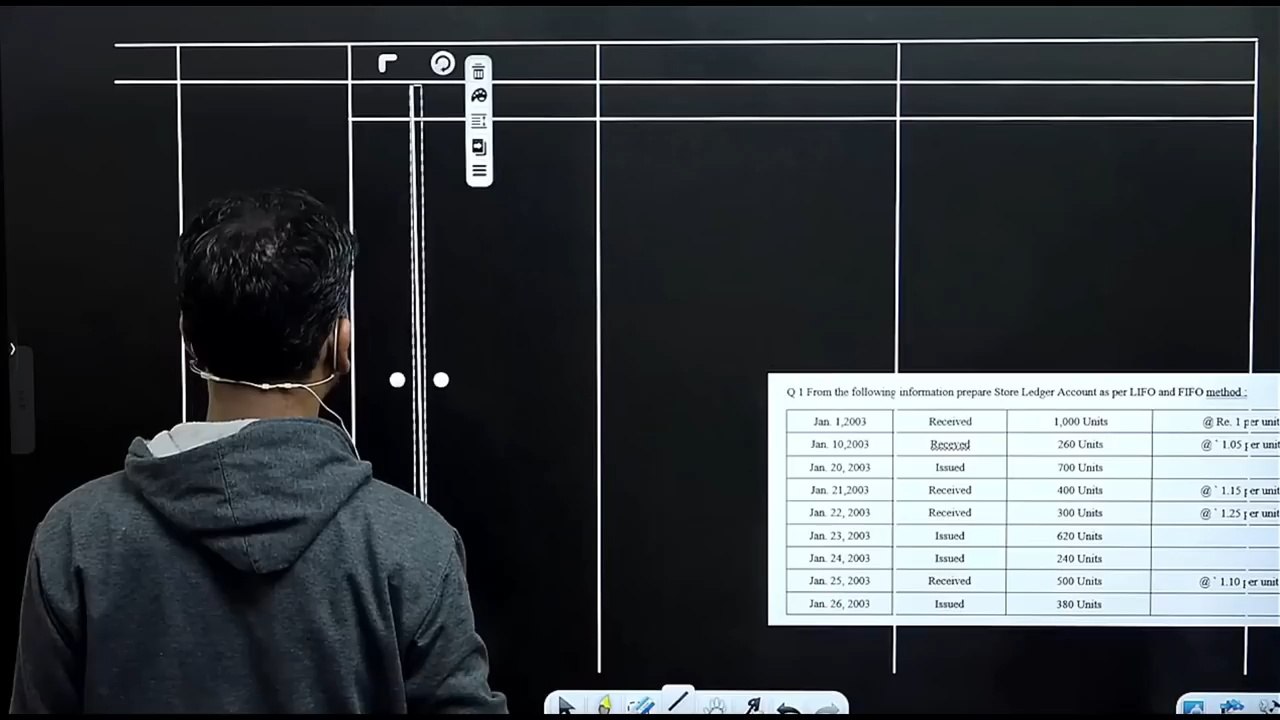 Q 1 From the following information prepare Store Ledger Account as per LIFO and FIFO method :
Jan. 1,2003 Received 1,000 Units @ Re. 1 per unit
Jan. 10,2003 Receved 260 Units @ ` 1.05 per unit
Jan. 20, 2003 Issued 700 Units
Jan. 21,2003 Received 400 Units @ ` 1.15 per unit
Jan. 22, 2003 Received 300 Units @ ` 1.25 per unit
Jan. 23, 2003 Issued 620 Units
Jan. 24, 2003 Issued 240 Units
Jan. 25, 2003 Received 500 Units @ ` 1.10 per unit
Jan. 26, 2003 Issued 380 Units